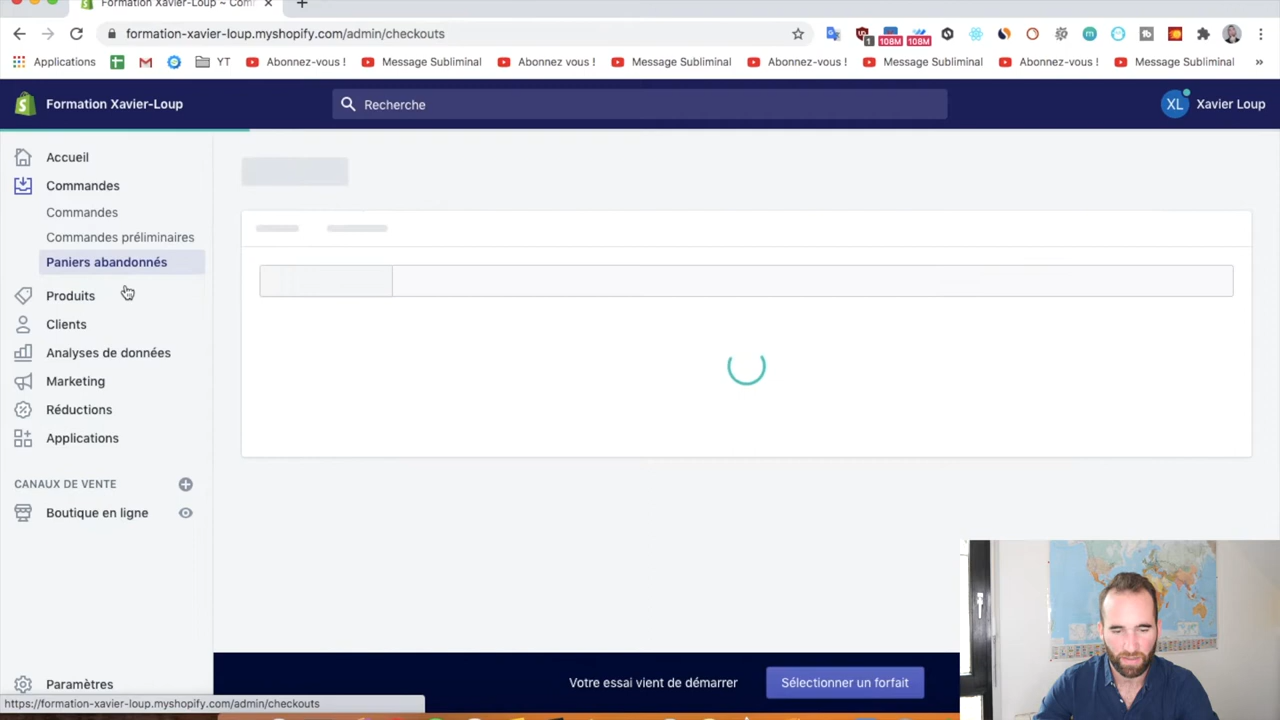 Formation Xavier-Loup ~ Com
formation-xavier-loup.myshopify.com/admin/checkouts
1
108M
108M
Applications
YT
Abonnez-vous !
Message Subliminal
Abonnez vous !
Message Subliminal
Abonnez-vous !
Message Subliminal
Abonnez-vous !
Message Subliminal
»
Formation Xavier-Loup
Recherche
XL
Xavier Loup
Accueil
Commandes
Commandes
Commandes préliminaires
Paniers abandonnés
Produits
Clients
Analyses de données
Marketing
Réductions
Applications
CANAUX DE VENTE
Boutique en ligne
Votre essai vient de démarrer
Sélectionner un forfait
Paramètres
https://formation-xavier-loup.myshopify.com/admin/checkouts